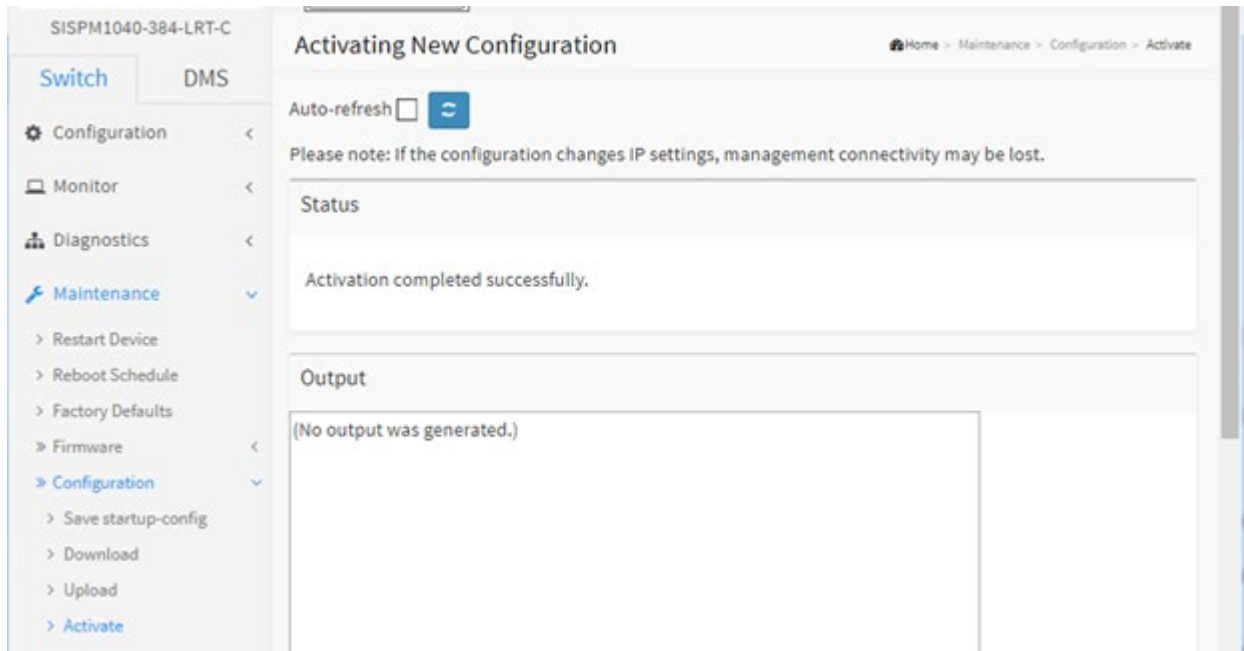 SISPM1040-384-LRT-C
Switch DMS
Configuration
Monitor
Diagnostics
Maintenance
Restart Device
Reboot Schedule
Factory Defaults
Firmware
Configuration
Save startup-config
Download
Upload
Activate
Activating New Configuration
Home > Maintenance > Configuration > Activate
Auto-refresh
Please note: If the configuration changes IP settings, management connectivity may be lost.
Status
Activation completed successfully.
Output
(No output was generated.)